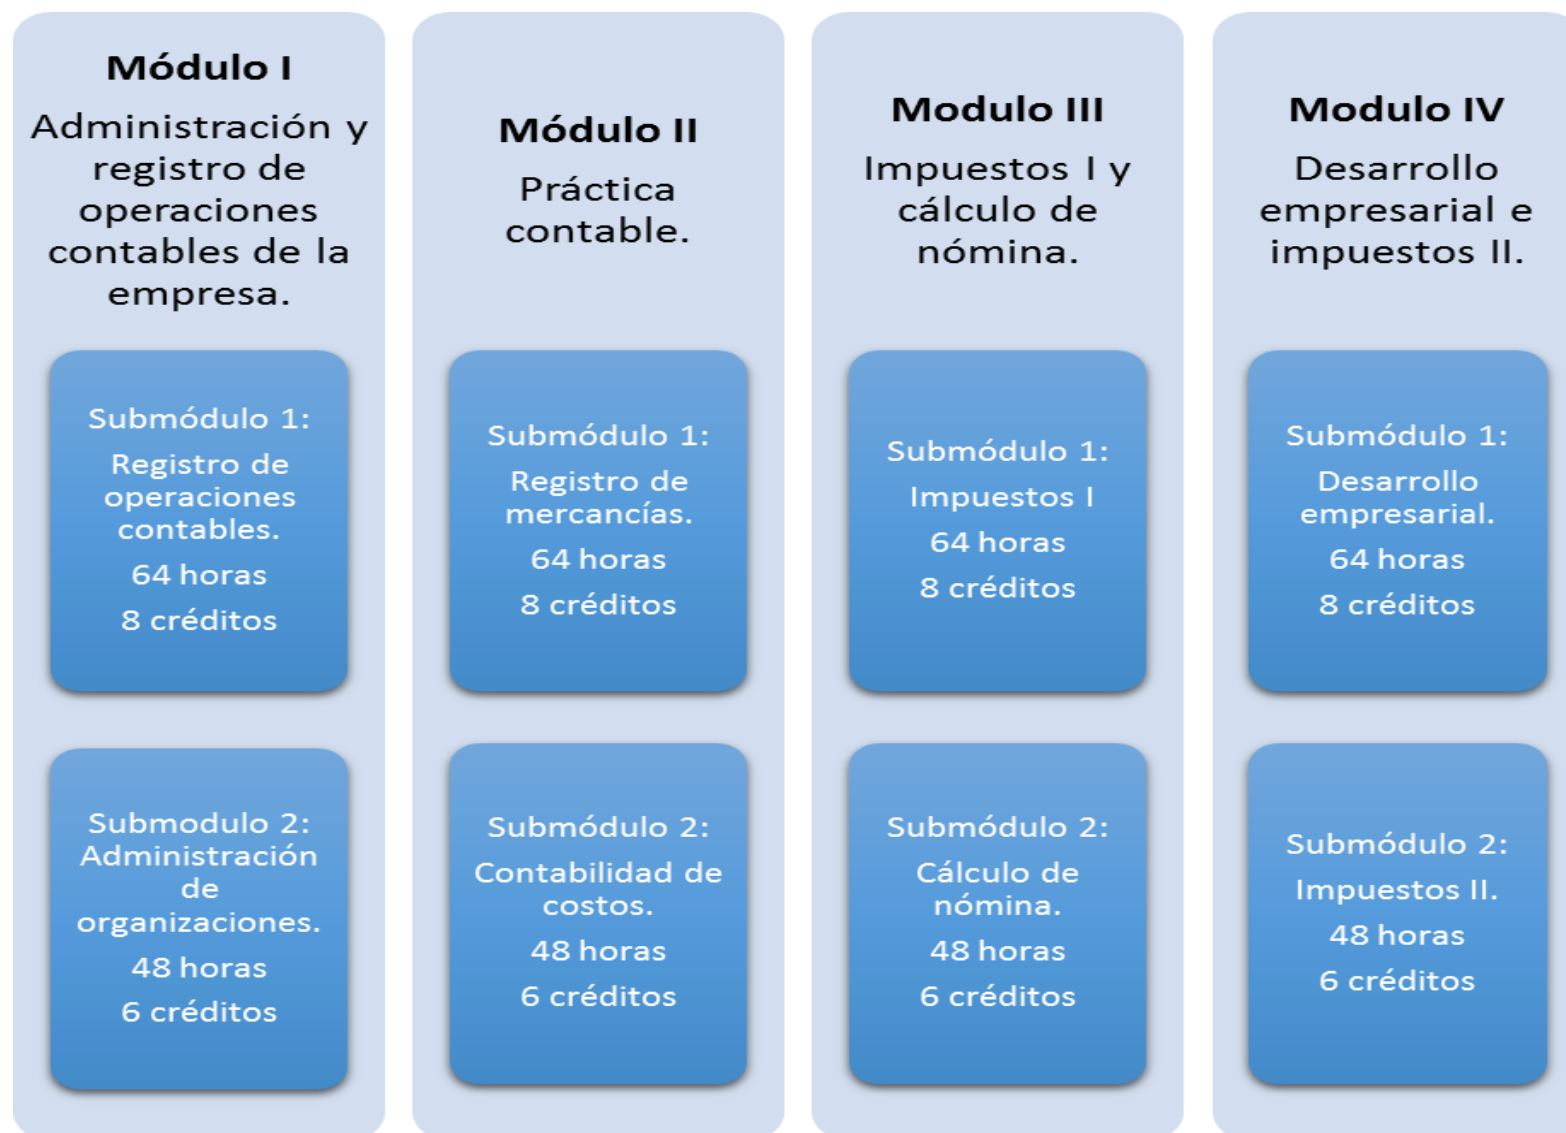 Módulo I
Administración y
registro de
operaciones
contables de la
empresa.
Submódulo 1:
Registro de
operaciones
contables.
64 horas
8 créditos
Submodulo 2:
Administración
de
organizaciones.
48 horas
6 créditos
Módulo II
Práctica
contable.
Submódulo 1:
Registro de
mercancías.
64 horas
8 créditos
Submódulo 2:
Contabilidad de
costos.
48 horas
6 créditos
Modulo III
Impuestos I y
cálculo de
nómina.
Submódulo 1:
Impuestos I
64 horas
8 créditos
Submódulo 2:
Cálculo de
nómina.
48 horas
6 créditos
Modulo IV
Desarrollo
empresarial e
impuestos II.
Submódulo 1:
Desarrollo
empresarial.
64 horas
8 créditos
Submódulo 2:
Impuestos II.
48 horas
6 créditos